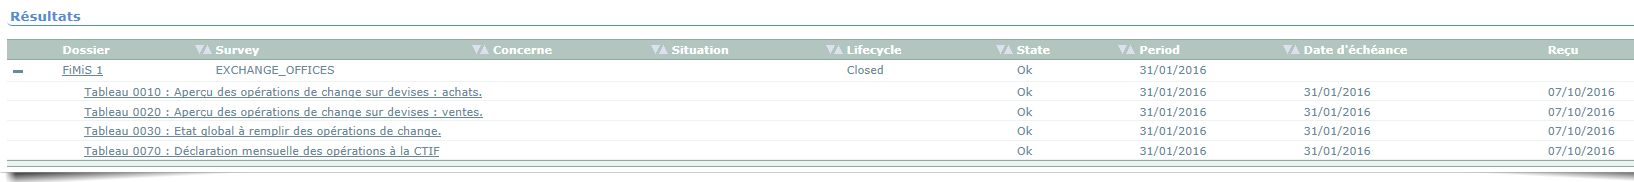 Résultats
Dossier Survey Concerne Situation Lifecycle State Period Date d'échéance Reçu
FiMiS 1 EXCHANGE_OFFICES Closed Ok 31/01/2016
Tableau 0010 : Aperçu des opérations de change sur devises : achats. Ok 31/01/2016 31/01/2016 07/10/2016
Tableau 0020 : Aperçu des opérations de change sur devises : ventes. Ok 31/01/2016 31/01/2016 07/10/2016
Tableau 0030 : Etat global à remplir des opérations de change. Ok 31/01/2016 31/01/2016 07/10/2016
Tableau 0070 : Déclaration mensuelle des opérations à la CTIF Ok 31/01/2016 31/01/2016 07/10/2016